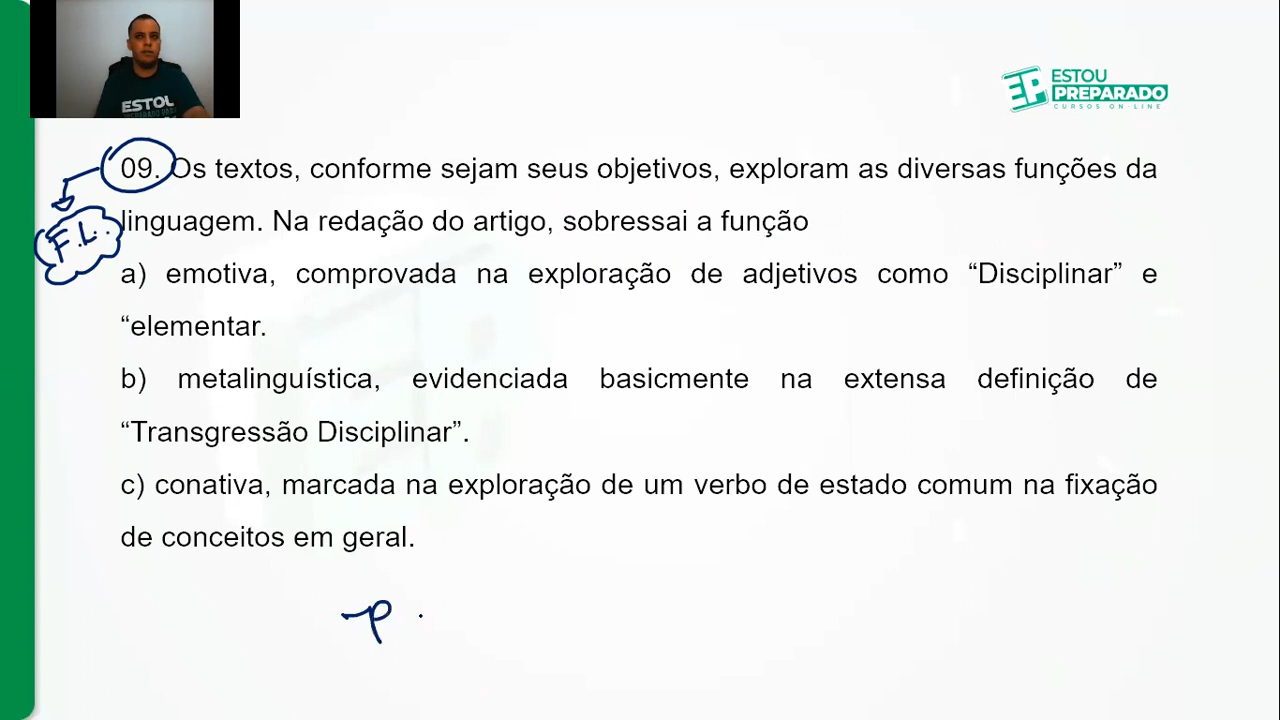 ESTOU
PREPARADO
CURSOS ON-LINE
ESTOU
09. Os textos, conforme sejam seus objetivos, exploram as diversas funções da
F.L.
linguagem. Na redação do artigo, sobressai a função
a) emotiva, comprovada na exploração de adjetivos como “Disciplinar” e
“elementar.
b) metalinguística, evidenciada basicmente na extensa definição de
“Transgressão Disciplinar”.
c) conativa, marcada na exploração de um verbo de estado comum na fixação
de conceitos em geral.